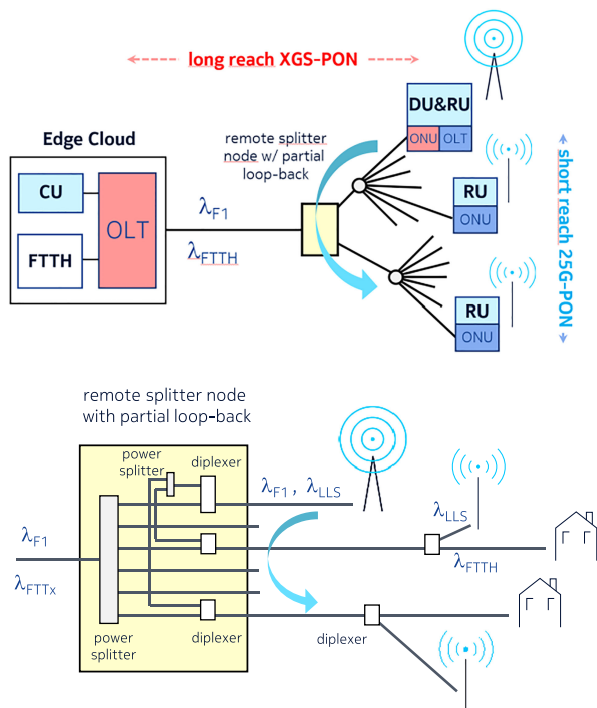 long reach XGS-PON
DU&RU
ONU OLT
Edge Cloud
remote splitter
node w/ partial
loop-back
CU
OLT
FTTH
λF1
λFTTH
RU
ONU
RU
ONU
short reach 25G-PON
remote splitter node
with partial loop-back
power
splitter
diplexer
λF1 , λLLS
λLLS
λF1
λFTTx
λFTTH
power
splitter
diplexer
diplexer